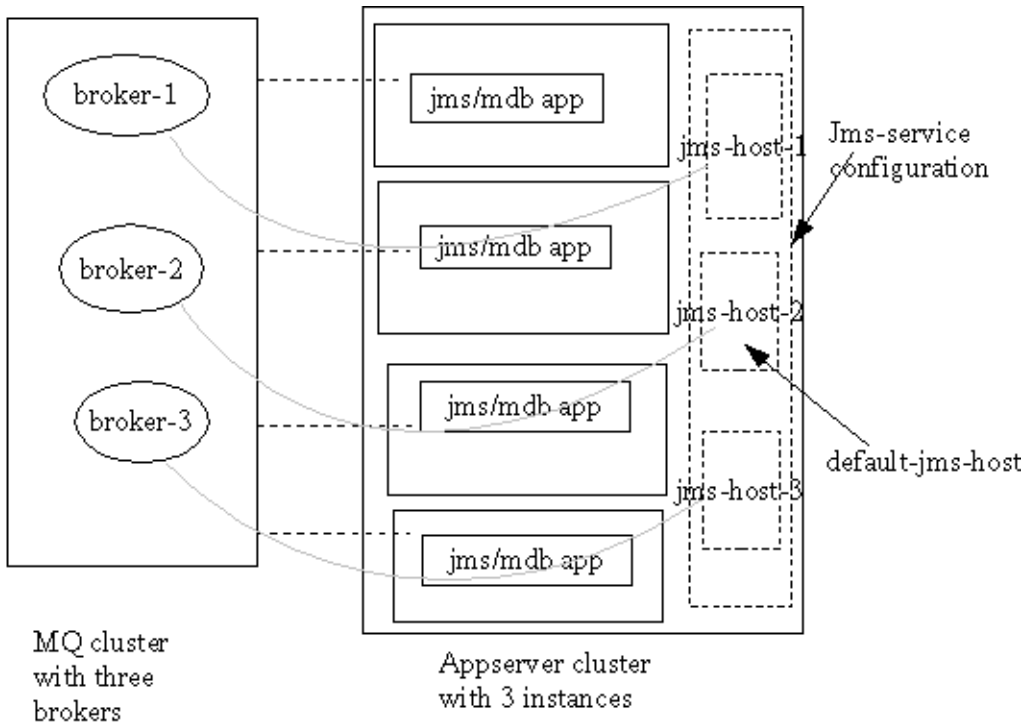 broker-1
broker-2
broker-3
MQ cluster
with three
brokers
jms/mdb app
jms/mdb app
jms/mdb app
jms/mdb app
Appserver cluster
with 3 instances
jms-host-1
jms-host-2
jms-host-3
Jms-service
configuration
default-jms-host